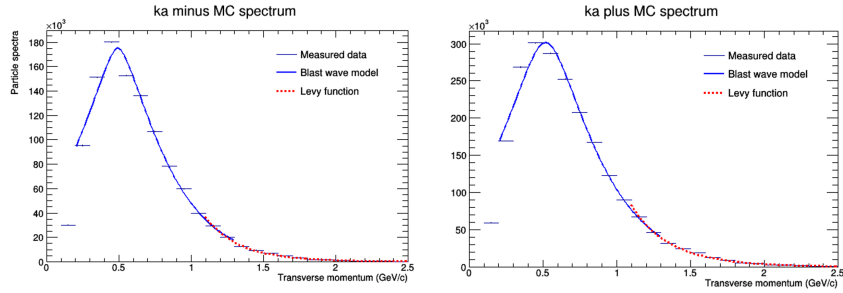 ka minus MC spectrum
×10³
Particle spectra
180
160
140
120
100
80
60
40
20
0
0
0.5
1
1.5
2
2.5
Transverse momentum (GeV/c)
Measured data
Blast wave model
Levy function
ka plus MC spectrum
×10³
300
250
200
150
100
50
0
0
0.5
1
1.5
2
2.5
Transverse momentum (GeV/c)
Measured data
Blast wave model
Levy function